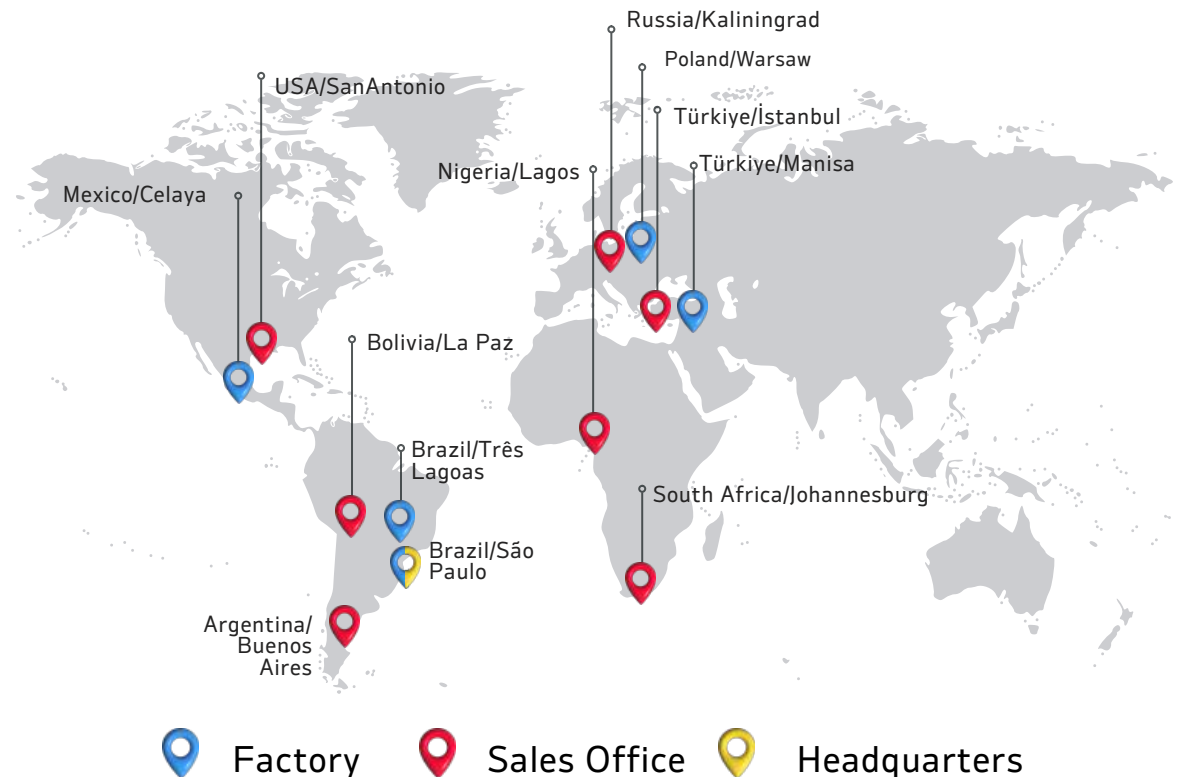 Russia/Kaliningrad
Poland/Warsaw
USA/SanAntonio
Türkiye/İstanbul
Nigeria/Lagos
Türkiye/Manisa
Mexico/Celaya
Bolivia/La Paz
Brazil/Três
Lagoas
South Africa/Johannesburg
Brazil/São
Paulo
Argentina/
Buenos
Aires
Factory
Sales Office
Headquarters